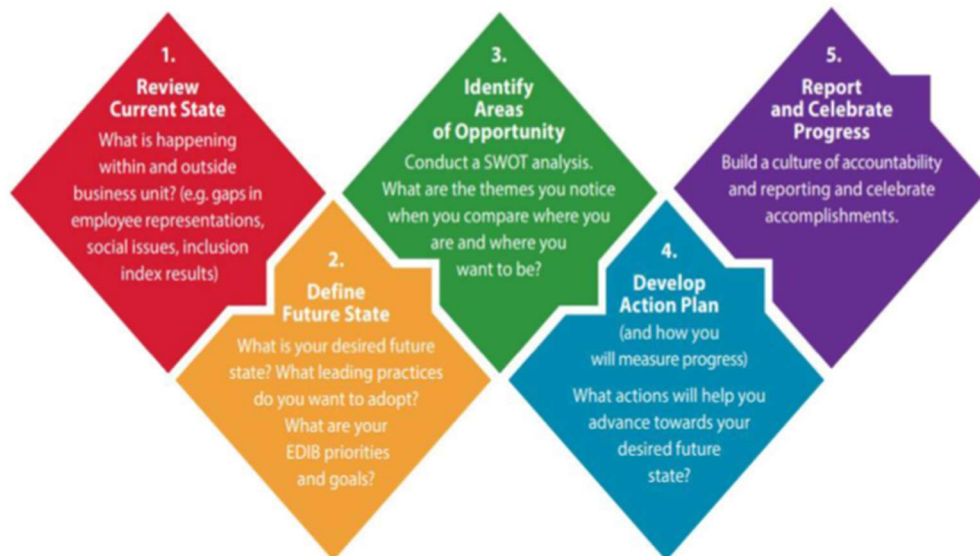 1.
Review
Current State
What is happening
within and outside
business unit? (e.g. gaps in
employee representations,
social issues, inclusion
index results)
2.
Define
Future State
What is your desired future
state? What leading practices
do you want to adopt?
What are your
EDIB priorities
and goals?
3.
Identify
Areas
of Opportunity
Conduct a SWOT analysis.
What are the themes you notice
when you compare where you
are and where you
want to be?
4.
Develop
Action Plan
(and how you
will measure progress)
What actions will help you
advance towards your
desired future
state?
5.
Report
and Celebrate
Progress
Build a culture of accountability
and reporting and celebrate
accomplishments.